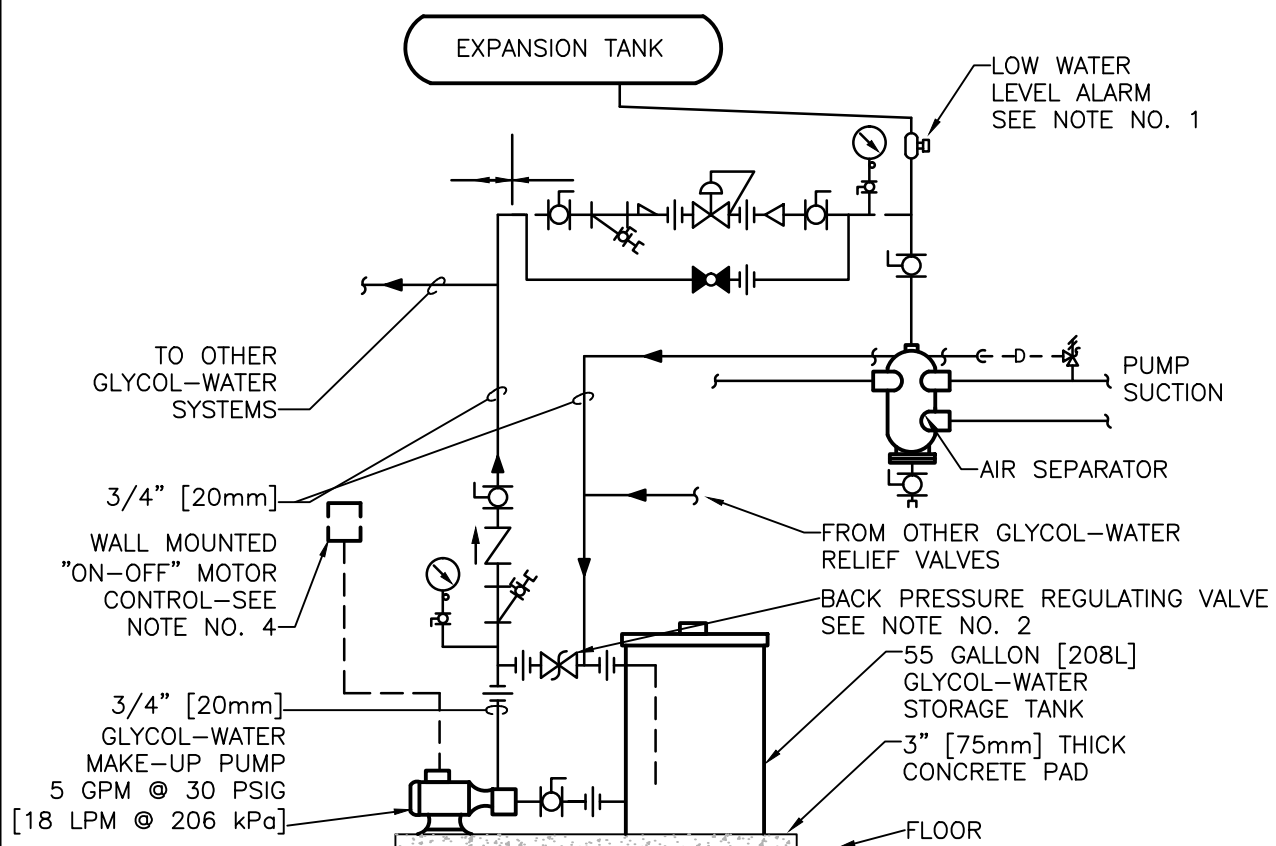 EXPANSION TANK
LOW WATER
LEVEL ALARM
SEE NOTE NO. 1
TO OTHER
GLYCOL-WATER
SYSTEMS
PUMP
SUCTION
AIR SEPARATOR
3/4" [20mm]
WALL MOUNTED
"ON-OFF" MOTOR
CONTROL-SEE
NOTE NO. 4
FROM OTHER GLYCOL-WATER
RELIEF VALVES
BACK PRESSURE REGULATING VALVE
SEE NOTE NO. 2
55 GALLON [208L]
GLYCOL-WATER
STORAGE TANK
3" [75mm] THICK
CONCRETE PAD
3/4" [20mm]
GLYCOL-WATER
MAKE-UP PUMP
5 GPM @ 30 PSIG
[18 LPM @ 206 kPa]
FLOOR